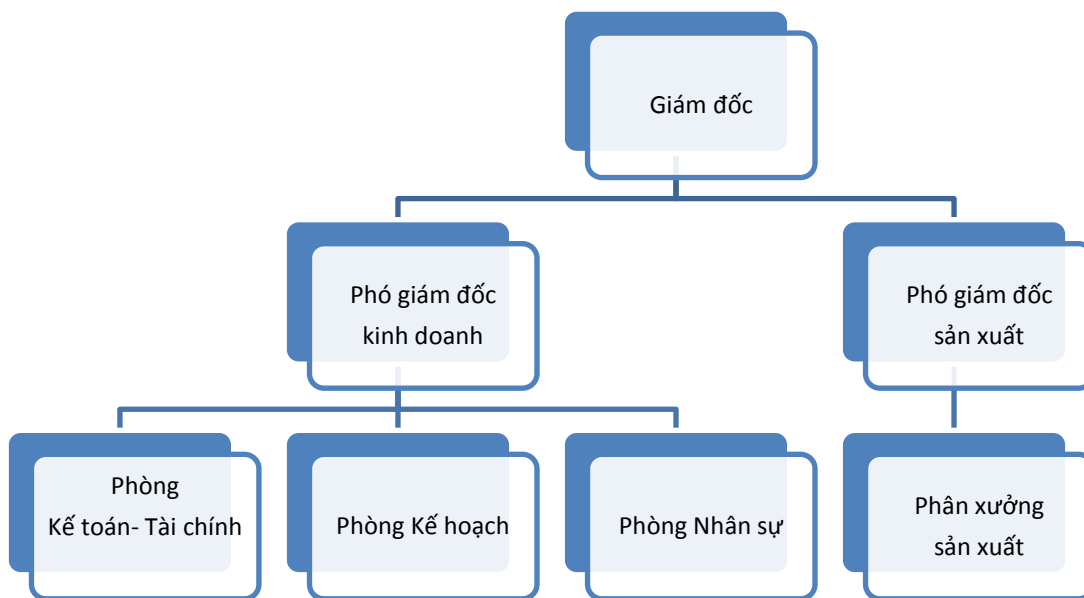 Giám đốc
Phó giám đốc
kinh doanh
Phó giám đốc
sản xuất
Phòng
Kế toán- Tài chính
Phòng Kế hoạch
Phòng Nhân sự
Phân xưởng
sản xuất